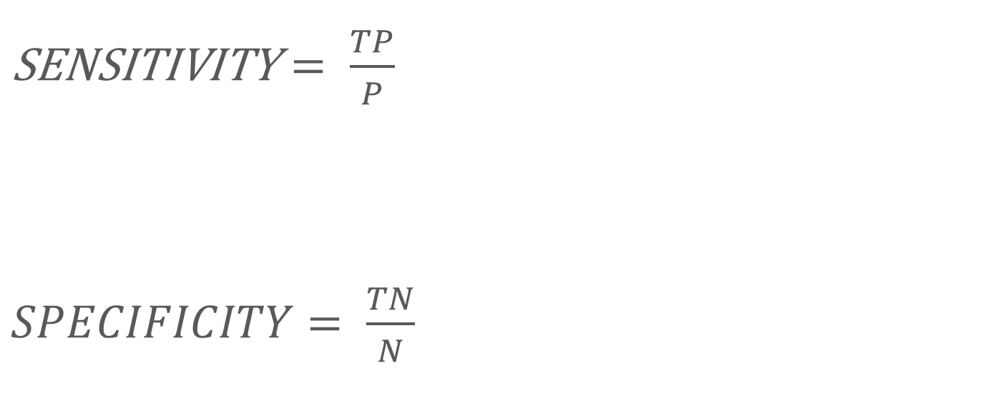 SENSITIVITY = TP/P
SPECIFICITY = TN/N